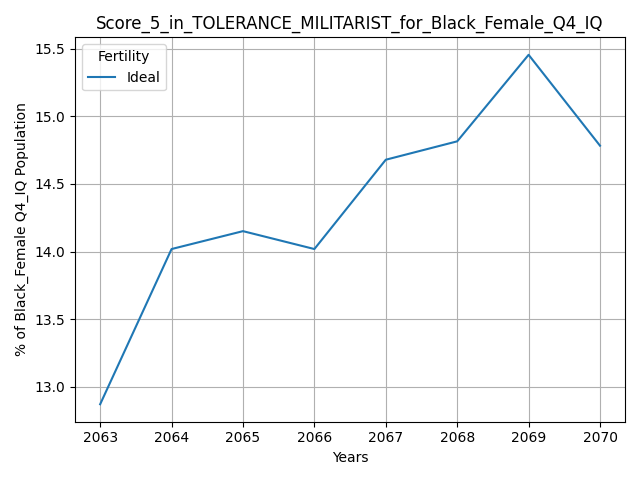 Score_5_in_TOLERANCE_MILITARIST_for_Black_Female_Q4_IQ
Fertility
Ideal
% of Black_Female Q4_IQ Population
15.5
15.0
14.5
14.0
13.5
13.0
2063 2064 2065 2066 2067 2068 2069 2070
Years